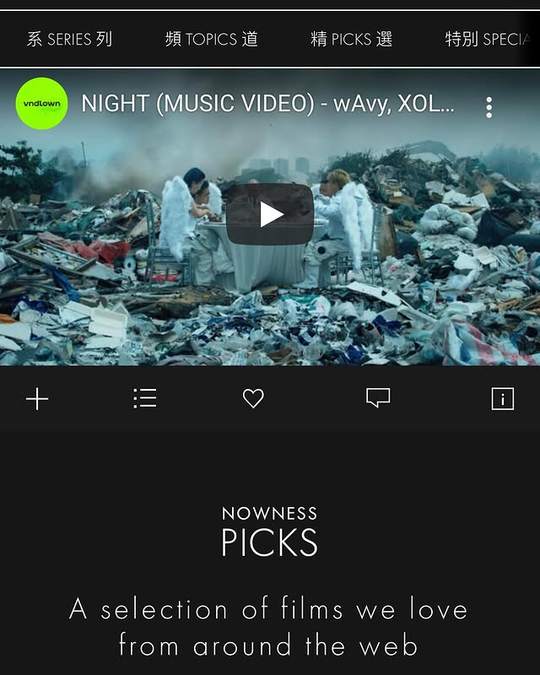 系 SERIES 列 頻 TOPICS 道 精 PICKS 選 特別 SPECIA
vndlown
NIGHT (MUSIC VIDEO) - wAvy, XOL...
NOWNESS
PICKS
A selection of films we love
from around the web